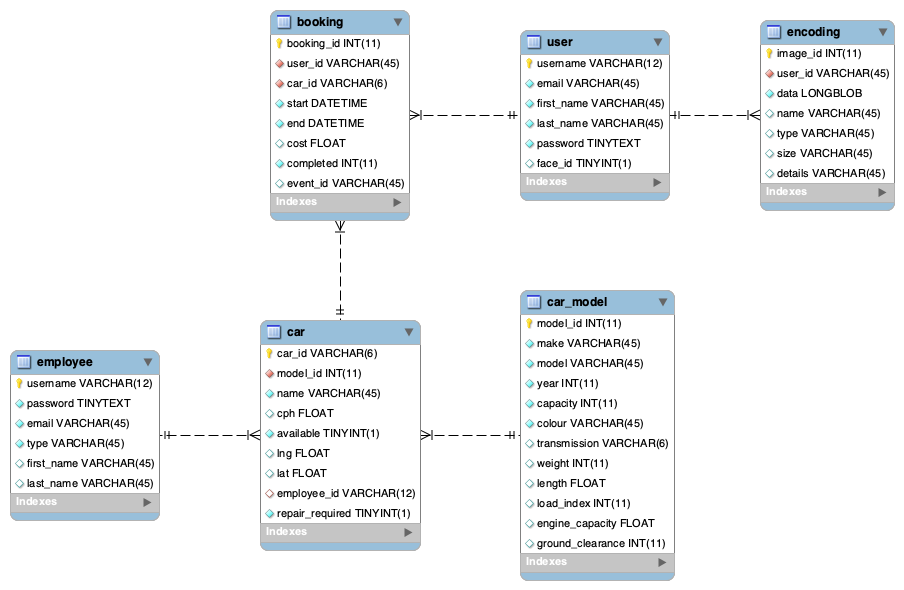 booking
booking_id INT(11)
user_id VARCHAR(45)
car_id VARCHAR(6)
start DATETIME
end DATETIME
cost FLOAT
completed INT(11)
event_id VARCHAR(45)
Indexes
user
username VARCHAR(12)
email VARCHAR(45)
first_name VARCHAR(45)
last_name VARCHAR(45)
password TINYTEXT
face_id TINYINT(1)
Indexes
encoding
image_id INT(11)
user_id VARCHAR(45)
data LONGBLOB
name VARCHAR(45)
type VARCHAR(45)
size VARCHAR(45)
details VARCHAR(45)
Indexes
employee
username VARCHAR(12)
password TINYTEXT
email VARCHAR(45)
type VARCHAR(45)
first_name VARCHAR(45)
last_name VARCHAR(45)
Indexes
car
car_id VARCHAR(6)
model_id INT(11)
name VARCHAR(45)
cph FLOAT
available TINYINT(1)
lng FLOAT
lat FLOAT
employee_id VARCHAR(12)
repair_required TINYINT(1)
Indexes
car_model
model_id INT(11)
make VARCHAR(45)
model VARCHAR(45)
year INT(11)
capacity INT(11)
colour VARCHAR(45)
transmission VARCHAR(6)
weight INT(11)
length FLOAT
load_index INT(11)
engine_capacity FLOAT
ground_clearance INT(11)
Indexes